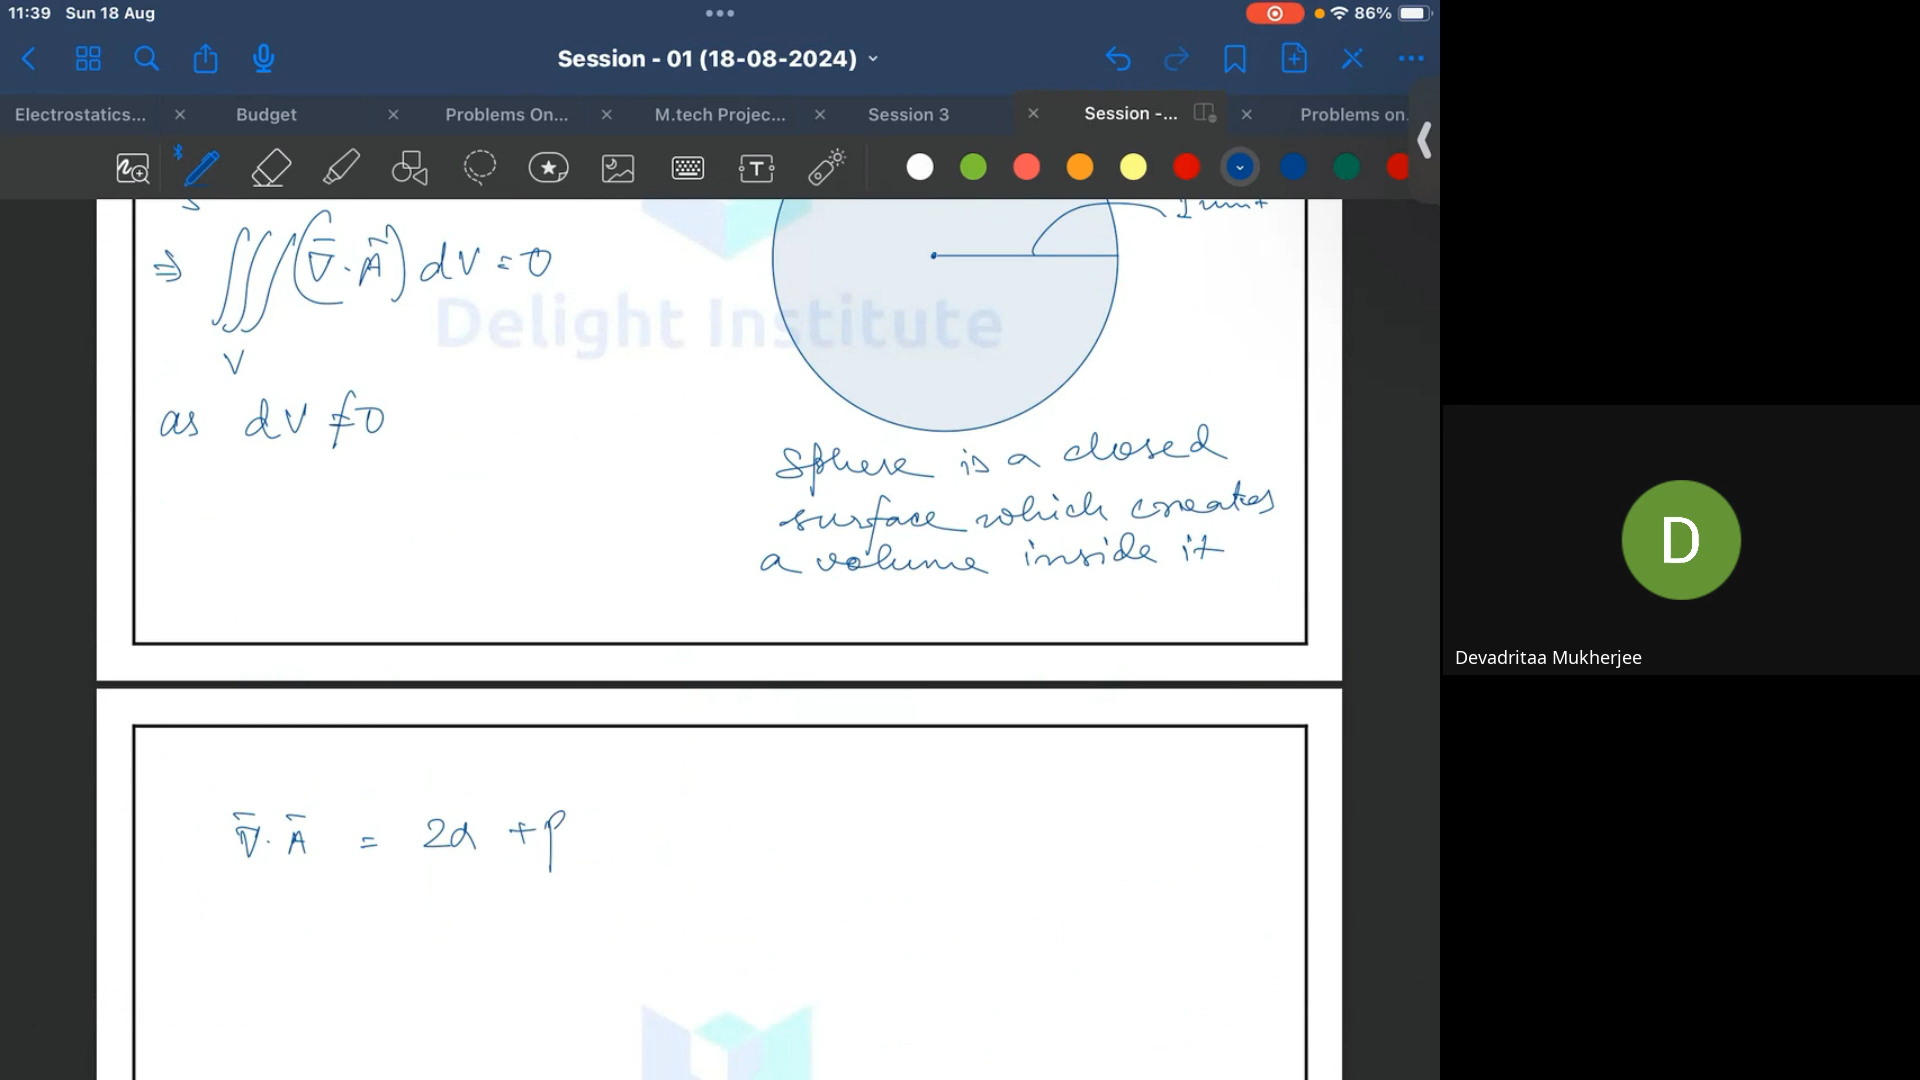 11:39 Sun 18 Aug
86%
Session - 01 (18-08-2024)
Electrostatics... Budget Problems On... M.tech Projec... Session 3 Session -... Problems on.
⇒ ∭ (∇̄ · Ā) dV = 0
V
Delight Institute
as dV ≠ 0
Sphere is a closed
surface which creates
a volume inside it
∇̄ · Ā = 2α + β
D
Devadritaa Mukherjee